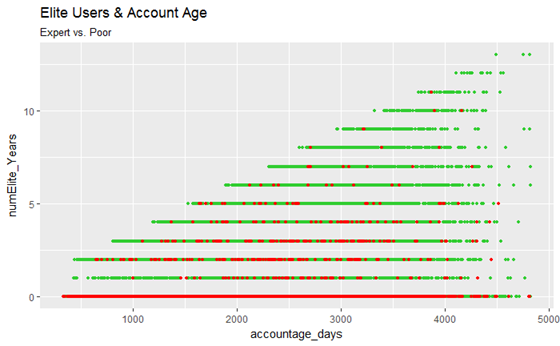 Elite Users & Account Age
Expert vs. Poor
numElite_Years
10
5
0
1000 2000 3000 4000 5000
accountage_days